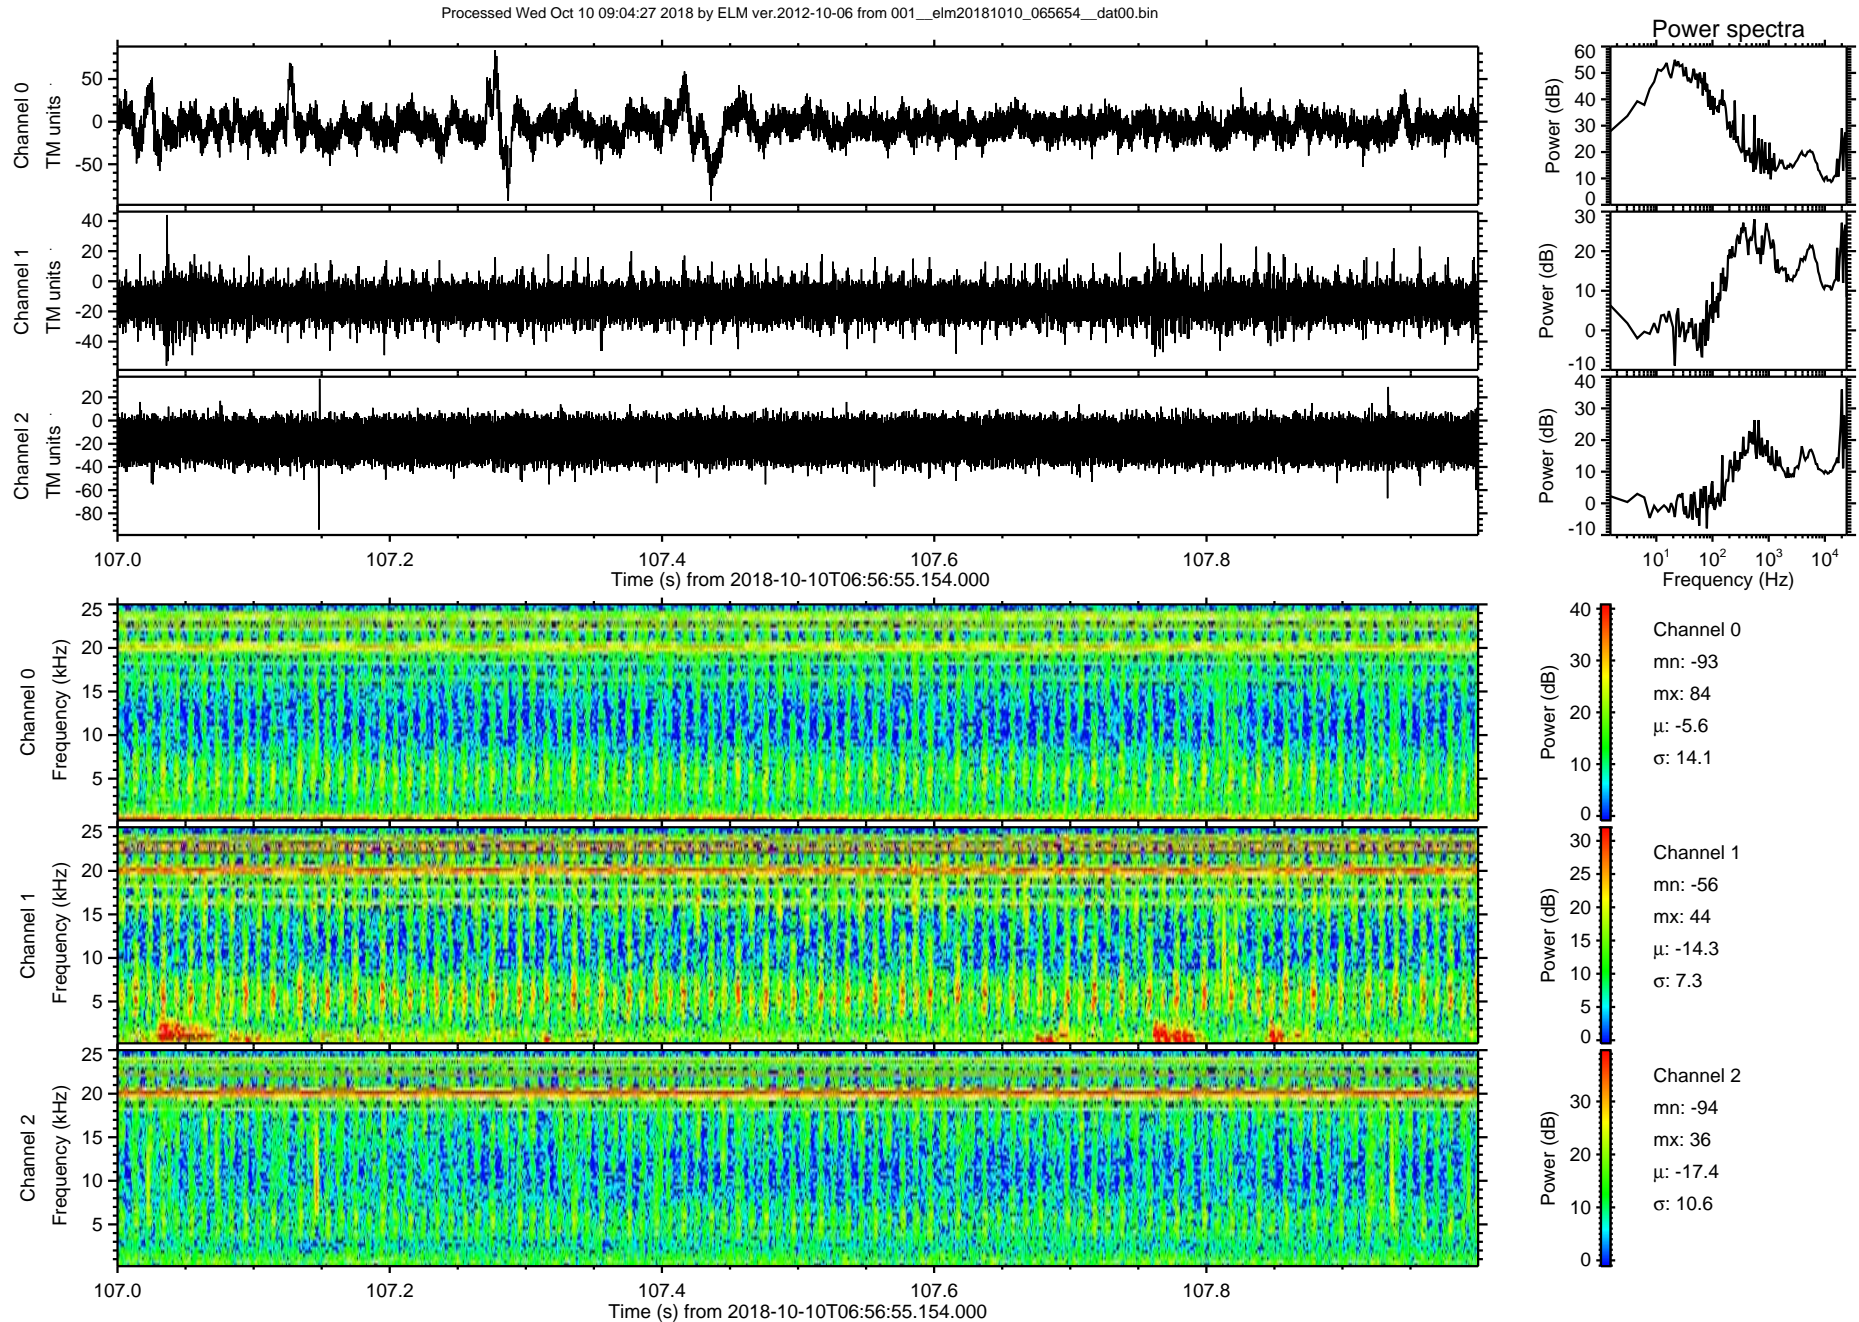 Processed Wed Oct 10 09:04:27 2018 by ELM ver.2012-10-06 from 001__elm20181010_065654__dat00.bin
Power spectra
Channel 0
TM units
50
0
-50
Power (dB)
60
50
40
30
20
10
0
Channel 1
TM units
40
20
0
-20
-40
Power (dB)
30
20
10
0
-10
Channel 2
TM units
20
0
-20
-40
-60
-80
Power (dB)
40
30
20
10
0
-10
107.0 107.2 107.4 107.6 107.8
Time (s) from 2018-10-10T06:56:55.154.000
10¹ 10² 10³ 10⁴
Frequency (Hz)
Channel 0
Frequency (kHz)
25
20
15
10
5
Power (dB)
40
30
20
10
0
Channel 0
mn: -93
mx: 84
μ: -5.6
σ: 14.1
Channel 1
Frequency (kHz)
25
20
15
10
5
Power (dB)
30
25
20
15
10
5
0
Channel 1
mn: -56
mx: 44
μ: -14.3
σ: 7.3
Channel 2
Frequency (kHz)
25
20
15
10
5
Power (dB)
30
20
10
0
Channel 2
mn: -94
mx: 36
μ: -17.4
σ: 10.6
107.0 107.2 107.4 107.6 107.8
Time (s) from 2018-10-10T06:56:55.154.000